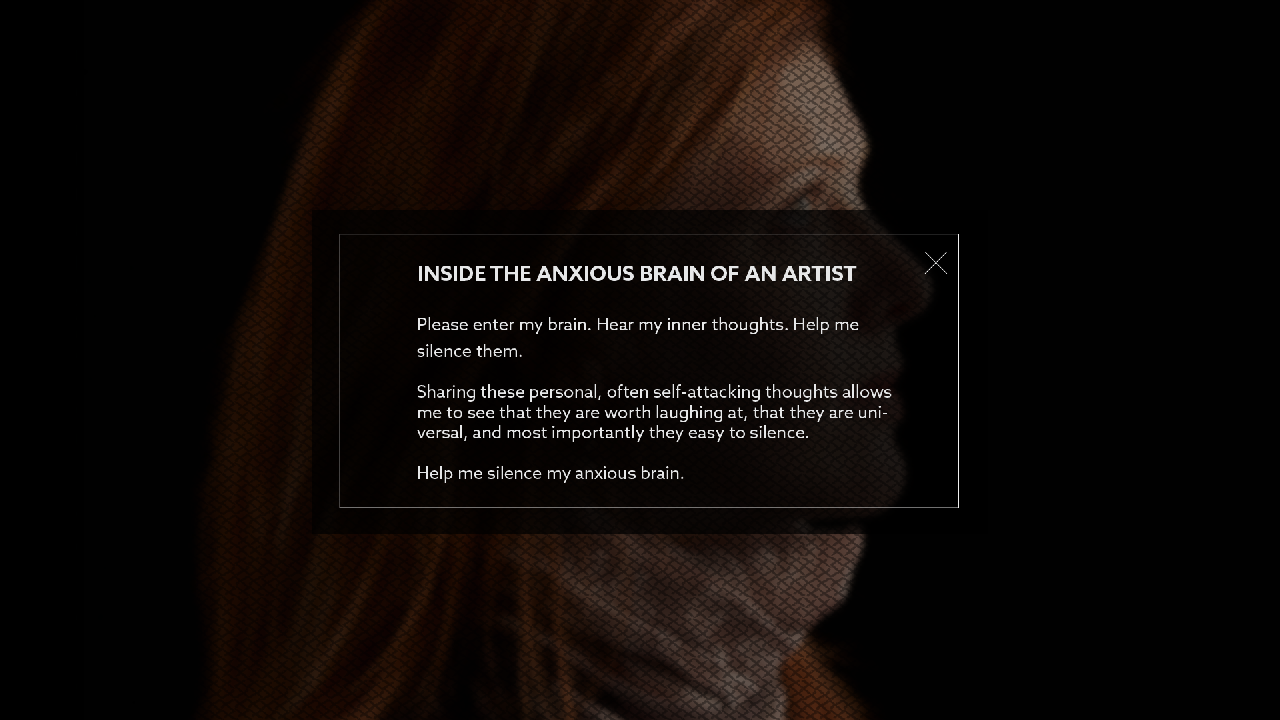 INSIDE THE ANXIOUS BRAIN OF AN ARTIST
Please enter my brain. Hear my inner thoughts. Help me
silence them.
Sharing these personal, often self-attacking thoughts allows
me to see that they are worth laughing at, that they are uni-
versal, and most importantly they easy to silence.
Help me silence my anxious brain.